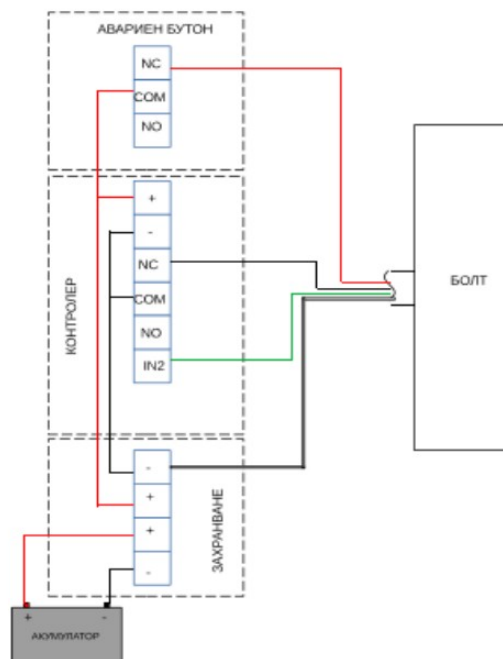 АВАРИЕН БУТОН
NC
COM
NO
КОНТРОЛЕР
+
-
NC
COM
NO
IN2
БОЛТ
ЗАХРАНВАНЕ
-
+
+
-
+ -
АКУМУЛАТОР